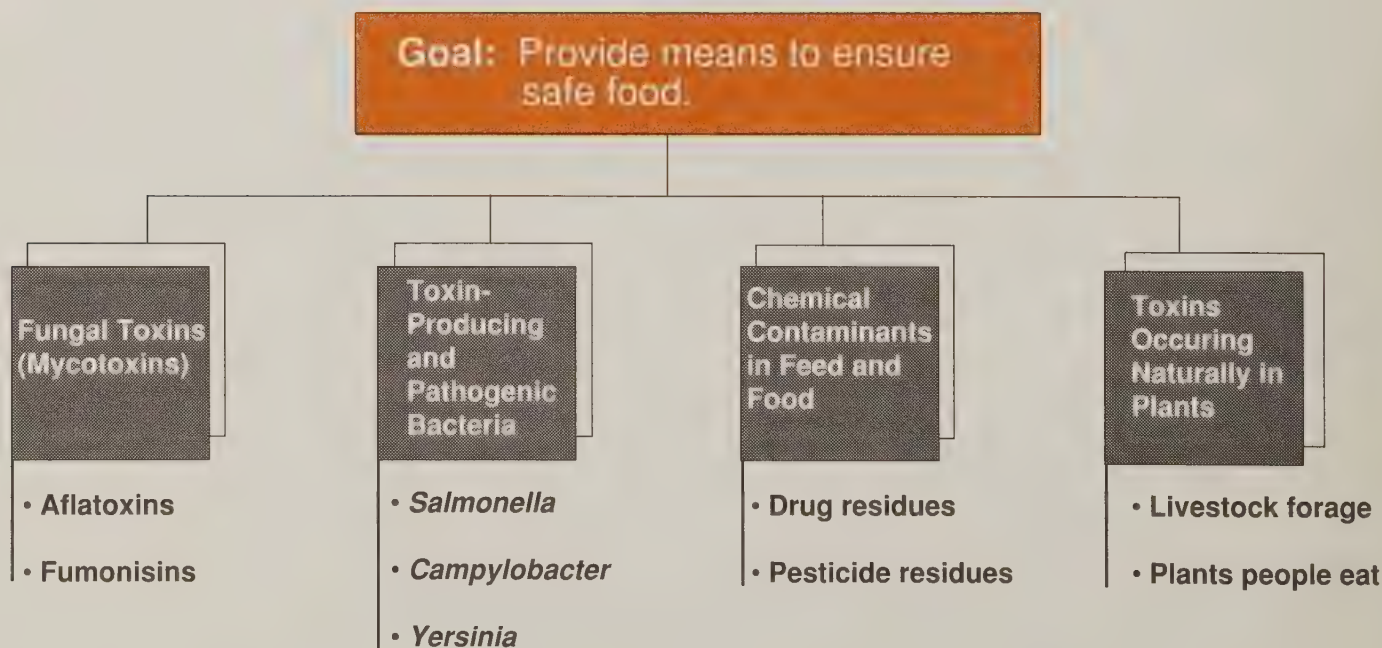 Goal: Provide means to ensure
safe food.
Fungal Toxins
(Mycotoxins)
• Aflatoxins
• Fumonisins
Toxin-
Producing
and
Pathogenic
Bacteria
• Salmonella
• Campylobacter
• Yersinia
Chemical
Contaminants
in Feed and
Food
• Drug residues
• Pesticide residues
Toxins
Occuring
Naturally in
Plants
• Livestock forage
• Plants people eat